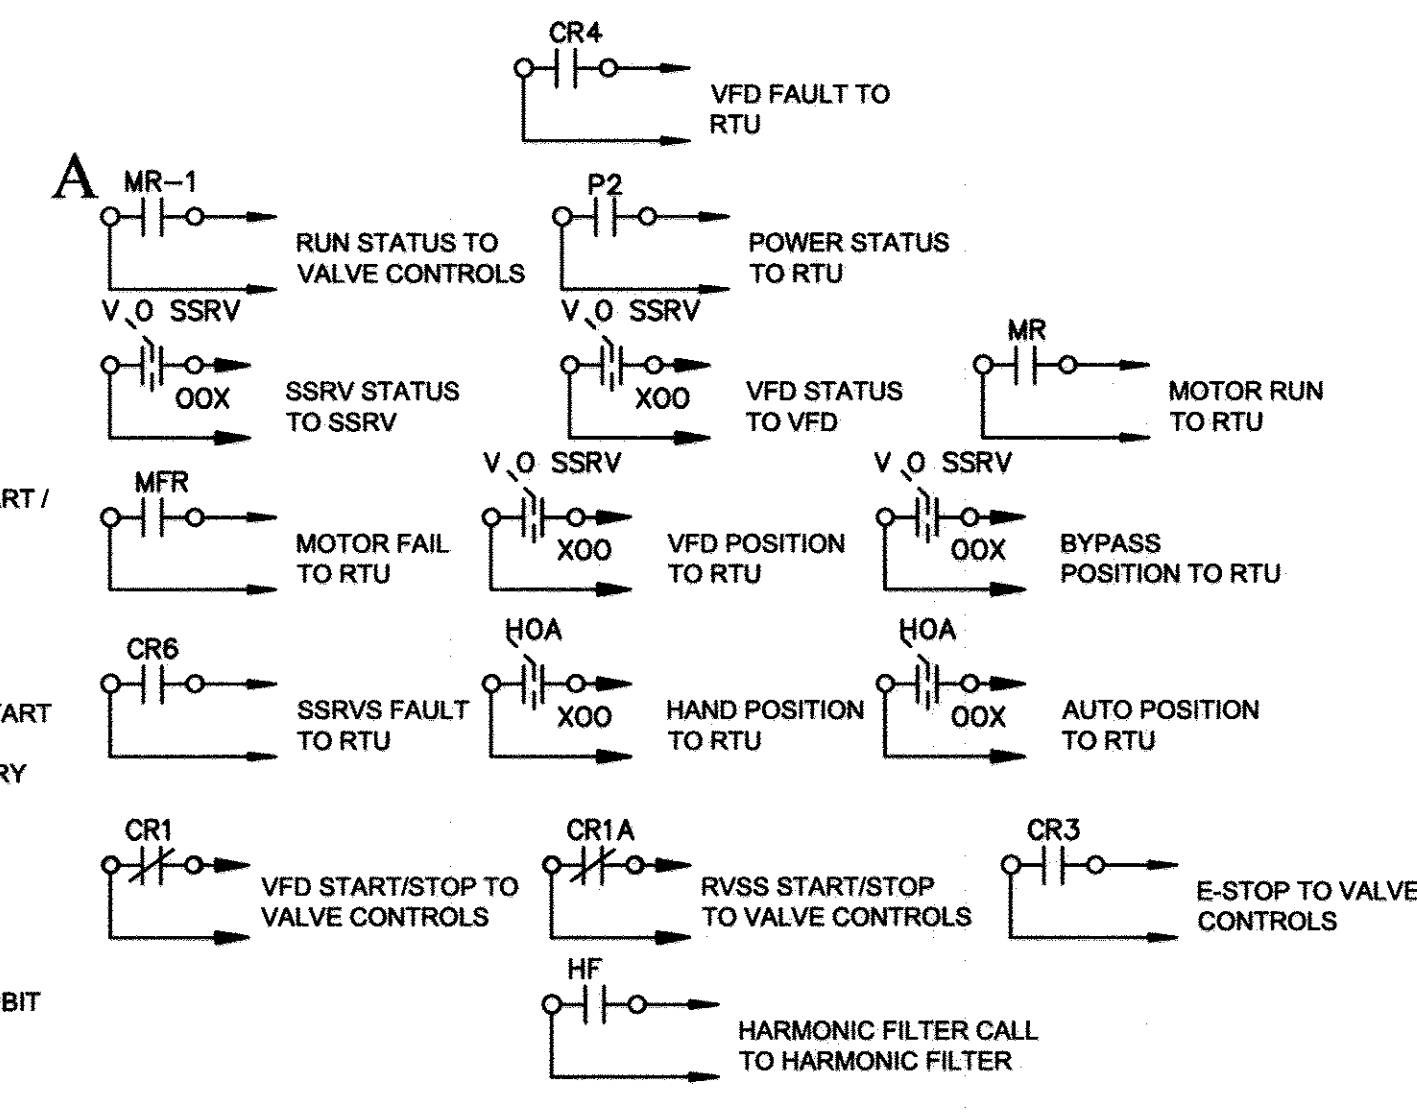 CR4
VFD FAULT TO
RTU
A
MR-1
RUN STATUS TO
VALVE CONTROLS
P2
POWER STATUS
TO RTU
V O SSRV
OOX
SSRV STATUS
TO SSRV
V O SSRV
XOO
VFD STATUS
TO VFD
MR
MOTOR RUN
TO RTU
ART /
MFR
MOTOR FAIL
TO RTU
V O SSRV
XOO
VFD POSITION
TO RTU
V O SSRV
OOX
BYPASS
POSITION TO RTU
TART
RY
CR6
SSRVS FAULT
TO RTU
HOA
XOO
HAND POSITION
TO RTU
HOA
OOX
AUTO POSITION
TO RTU
CR1
VFD START/STOP TO
VALVE CONTROLS
CR1A
RVSS START/STOP
TO VALVE CONTROLS
CR3
E-STOP TO VALVE
CONTROLS
BIT
HF
HARMONIC FILTER CALL
TO HARMONIC FILTER